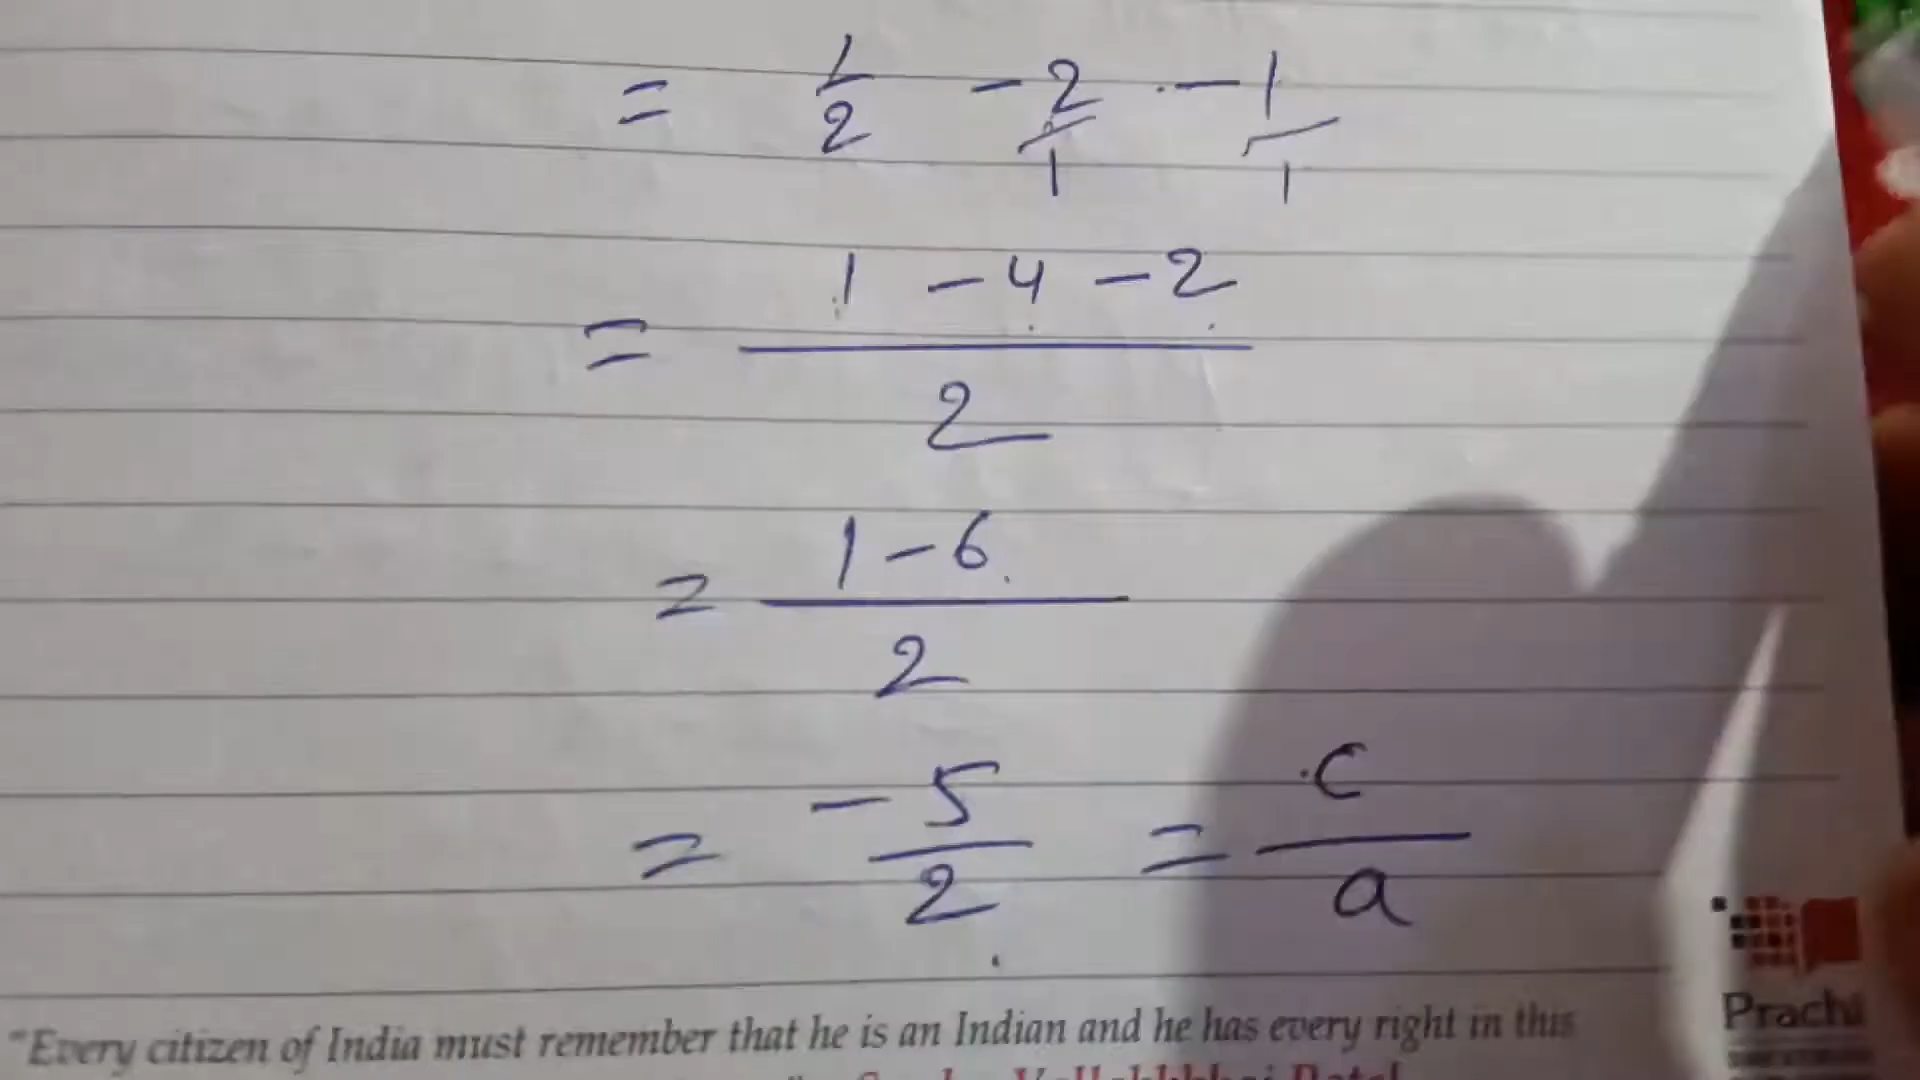 = 1/2 - 2/1 - 1/1
= 1 - 4 - 2 / 2
= 1 - 6 / 2
= -5/2 = c/a
"Every citizen of India must remember that he is an Indian and he has every right in this
Prachi